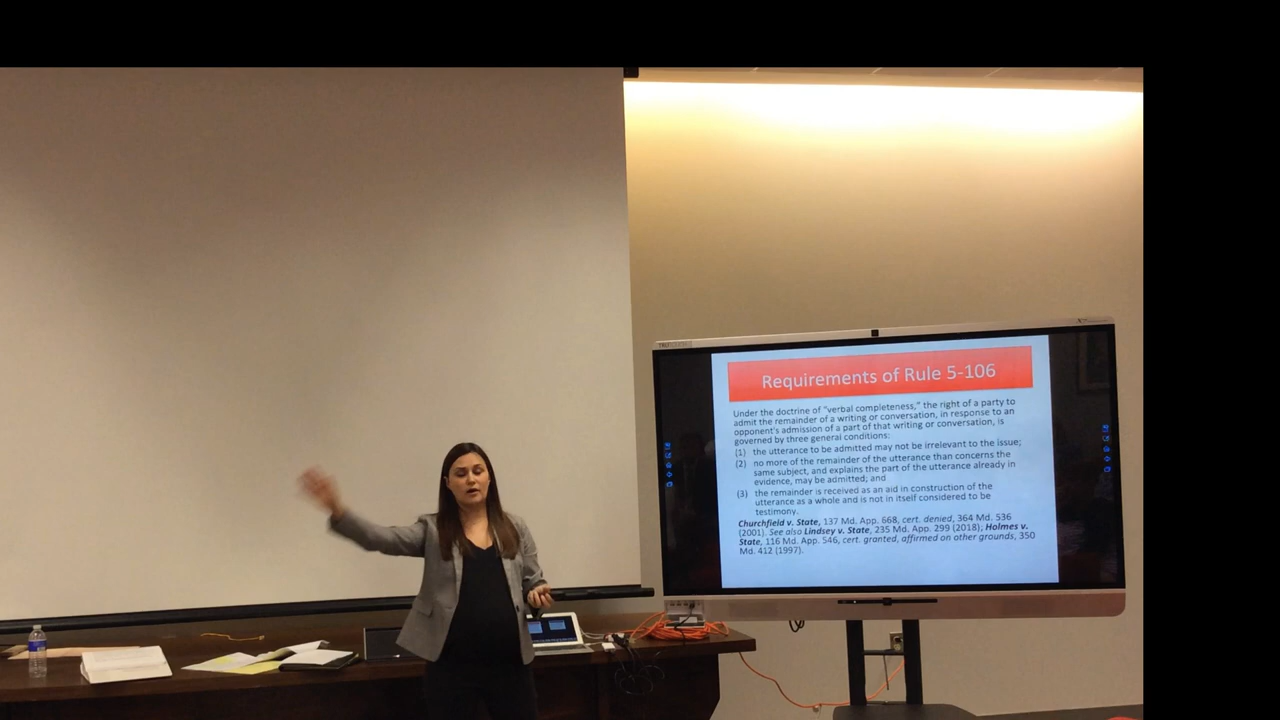 Requirements of Rule 5-106
Under the doctrine of "verbal completeness," the right of a party to
admit the remainder of a writing or conversation, in response to an
opponent's admission of a part of that writing or conversation, is
governed by three general conditions:
(1) the utterance to be admitted may not be irrelevant to the issue;
(2) no more of the remainder of the utterance than concerns the
same subject, and explains the part of the utterance already in
evidence, may be admitted; and
(3) the remainder is received as an aid in construction of the
utterance as a whole and is not in itself considered to be
testimony.
Churchfield v. State, 137 Md. App. 668, cert. denied, 364 Md. 536
(2001). See also Lindsey v. State, 235 Md. App. 299 (2018); Holmes v.
State, 116 Md. App. 546, cert. granted, affirmed on other grounds, 350
Md. 412 (1997).